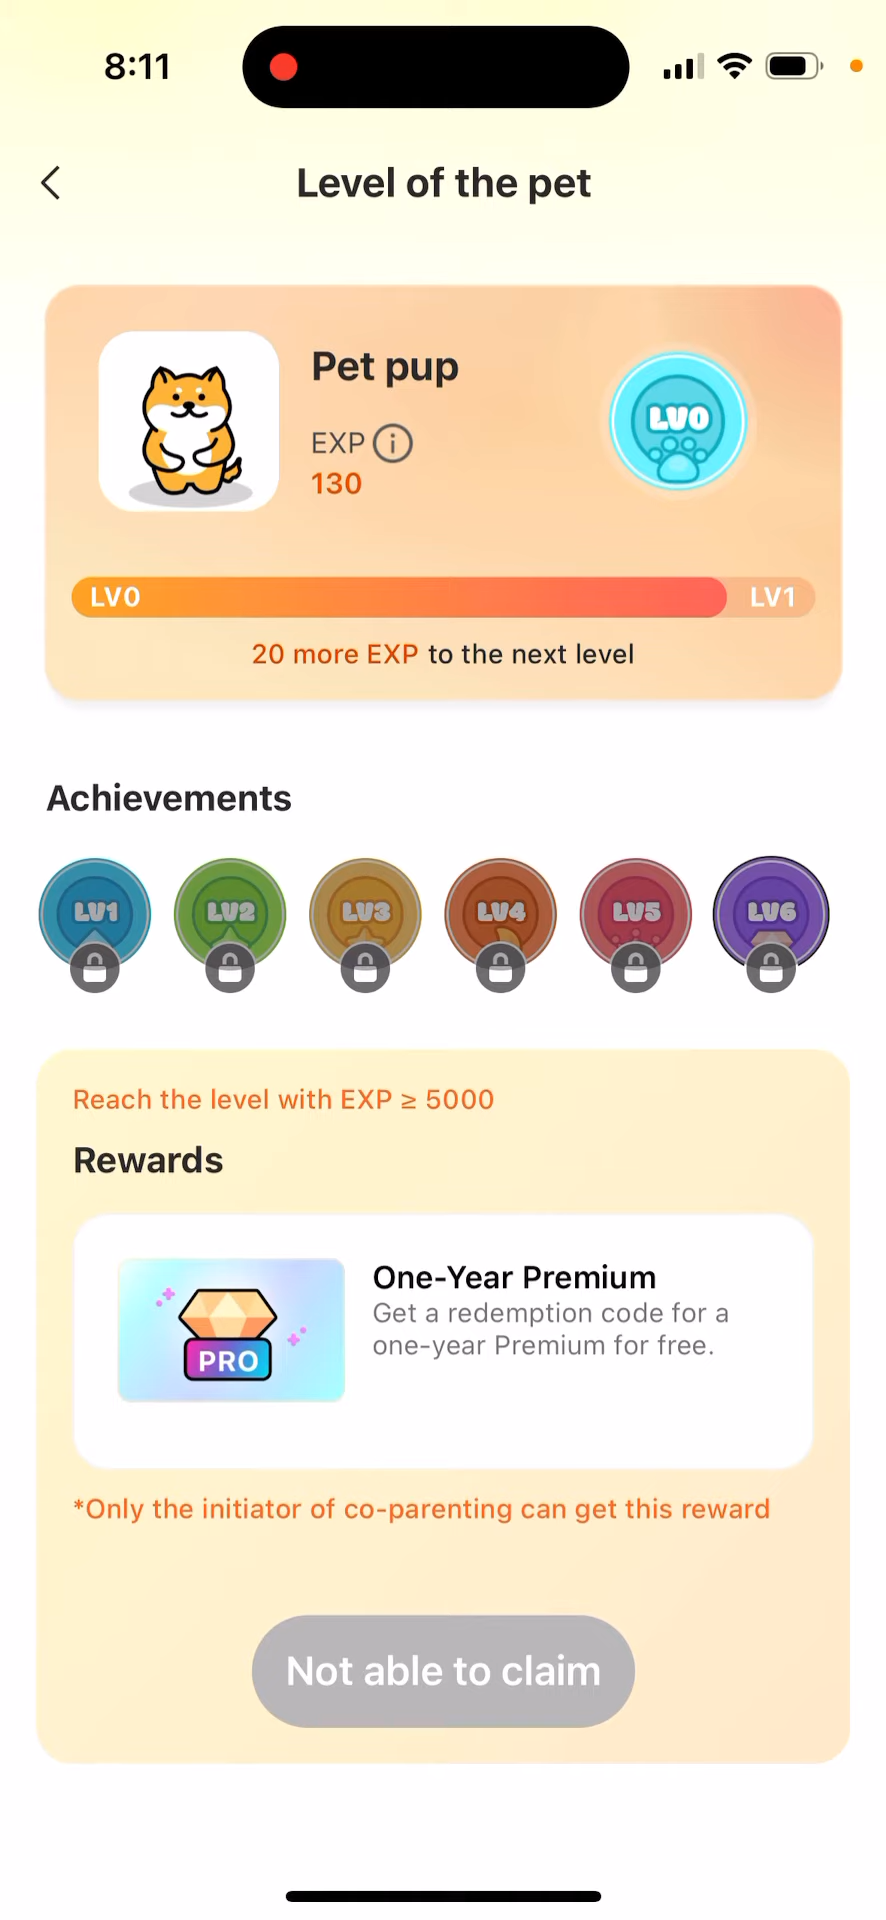 8:11
Level of the pet
Pet pup
LV0
EXP
130
LV0
LV1
20 more EXP to the next level
Achievements
LV1 LV2 LV3 LV4 LV5 LV6
Reach the level with EXP ≥ 5000
Rewards
One-Year Premium
Get a redemption code for a
one-year Premium for free.
PRO
*Only the initiator of co-parenting can get this reward
Not able to claim